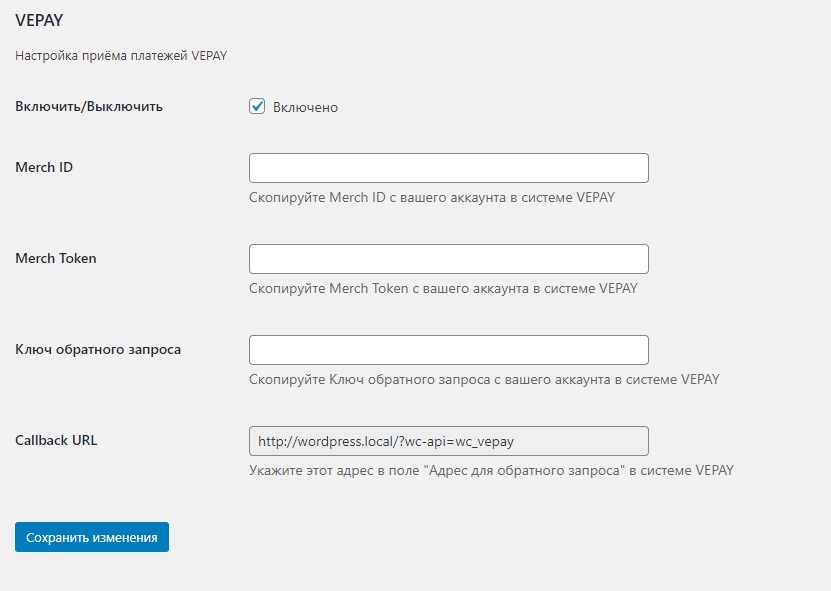 VEPAY
Настройка приёма платежей VEPAY
Включить/Выключить
Включено
Merch ID
Скопируйте Merch ID с вашего аккаунта в системе VEPAY
Merch Token
Скопируйте Merch Token с вашего аккаунта в системе VEPAY
Ключ обратного запроса
Скопируйте Ключ обратного запроса с вашего аккаунта в системе VEPAY
Callback URL
http://wordpress.local/?wc-api=wc_vepay
Укажите этот адрес в поле "Адрес для обратного запроса" в системе VEPAY
Сохранить изменения